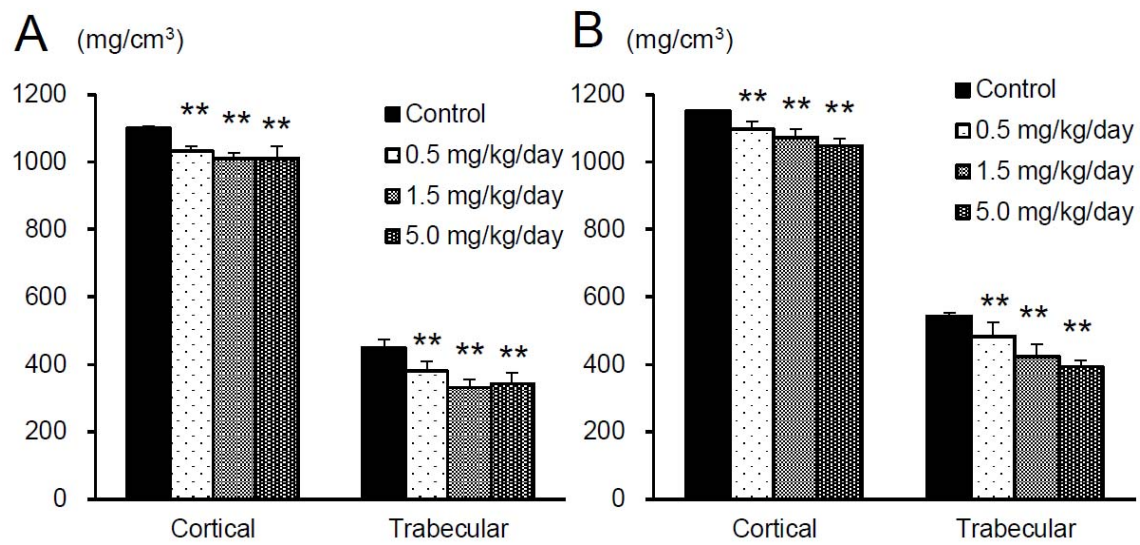 A (mg/cm³)
1200
1000
800
600
400
200
0
** ** **
** ** **
Control
0.5 mg/kg/day
1.5 mg/kg/day
5.0 mg/kg/day
Cortical Trabecular
B (mg/cm³)
1200
1000
800
600
400
200
0
** ** **
** ** **
Control
0.5 mg/kg/day
1.5 mg/kg/day
5.0 mg/kg/day
Cortical Trabecular